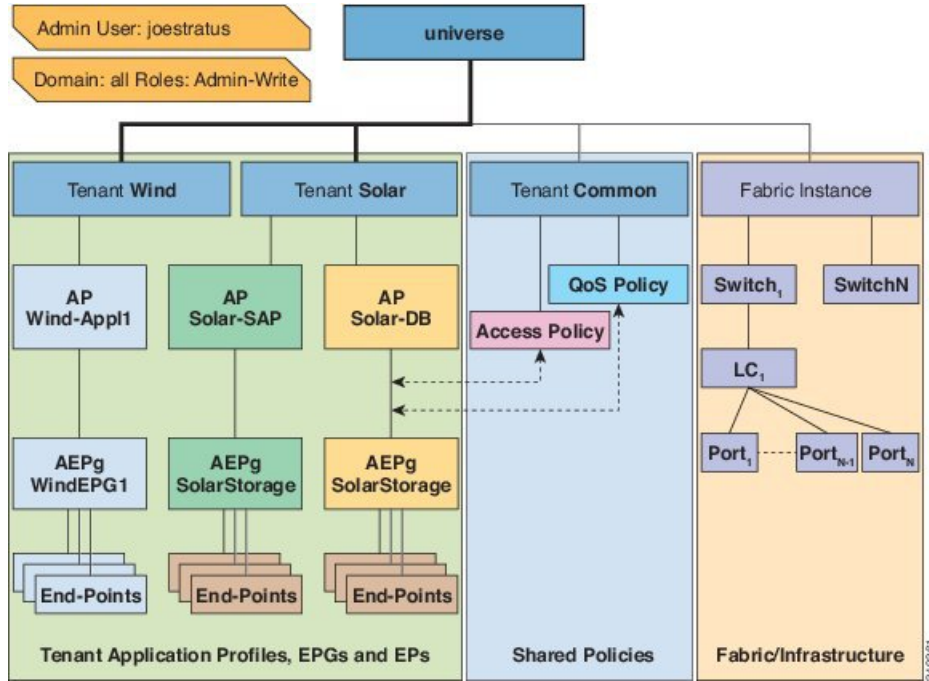 Admin User: joestratus
universe
Domain: all Roles: Admin-Write
Tenant Wind
Tenant Solar
Tenant Common
Fabric Instance
AP
Wind-Appl1
AP
Solar-SAP
AP
Solar-DB
QoS Policy
Access Policy
Switch1
SwitchN
LC1
Port1
PortN-1
PortN
AEPg
WindEPG1
AEPg
SolarStorage
AEPg
SolarStorage
End-Points
End-Points
End-Points
Tenant Application Profiles, EPGs and EPs
Shared Policies
Fabric/Infrastructure